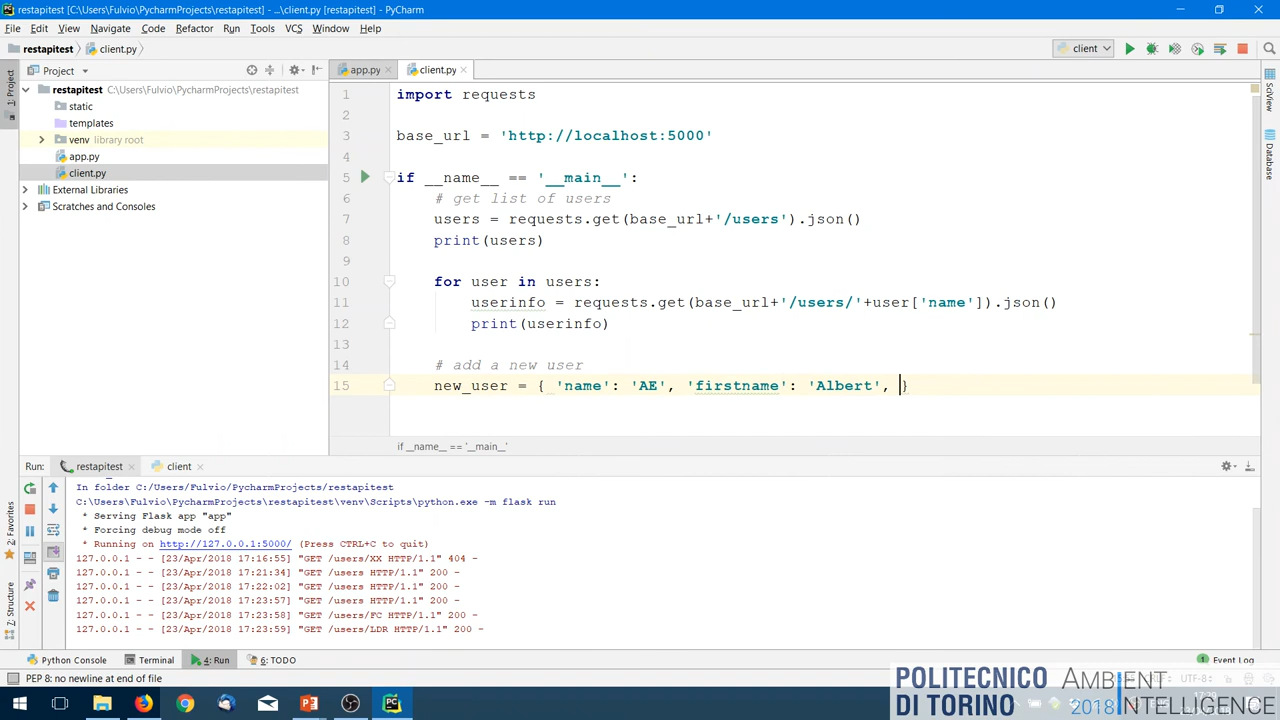 restapitest [C:\Users\Fulvio\PycharmProjects\restapitest] - ...\client.py [restapitest] - PyCharm
File Edit View Navigate Code Refactor Run Tools VCS Window Help
restapitest client.py client
1: Project
Project
app.py client.py
restapitest C:\Users\Fulvio\PycharmProjects\restapitest
static
templates
venv library root
app.py
client.py
External Libraries
Scratches and Consoles
SciView
Database
1 import requests
2
3 base_url = 'http://localhost:5000'
4
5 if __name__ == '__main__':
6 # get list of users
7 users = requests.get(base_url+'/users').json()
8 print(users)
9
10 for user in users:
11 userinfo = requests.get(base_url+'/users/'+user['name']).json()
12 print(userinfo)
13
14 # add a new user
15 new_user = { 'name': 'AE', 'firstname': 'Albert', }
if __name__ == '__main__'
Run: restapitest client
2: Favorites
7: Structure
In folder C:/Users/Fulvio/PycharmProjects/restapitest
C:\Users\Fulvio\PycharmProjects\restapitest\venv\Scripts\python.exe -m flask run
* Serving Flask app "app"
* Forcing debug mode off
* Running on http://127.0.0.1:5000/ (Press CTRL+C to quit)
127.0.0.1 - - [23/Apr/2018 17:16:55] "GET /users/XX HTTP/1.1" 404 -
127.0.0.1 - - [23/Apr/2018 17:21:34] "GET /users HTTP/1.1" 200 -
127.0.0.1 - - [23/Apr/2018 17:22:02] "GET /users HTTP/1.1" 200 -
127.0.0.1 - - [23/Apr/2018 17:23:57] "GET /users HTTP/1.1" 200 -
127.0.0.1 - - [23/Apr/2018 17:23:58] "GET /users/FC HTTP/1.1" 200 -
127.0.0.1 - - [23/Apr/2018 17:23:59] "GET /users/LDR HTTP/1.1" 200 -
Python Console Terminal 4: Run 6: TODO Event Log
PEP 8: no newline at end of file
UTF-8
POLITECNICO
DI TORINO
AMBIENT
2018 INTELLIGENCE